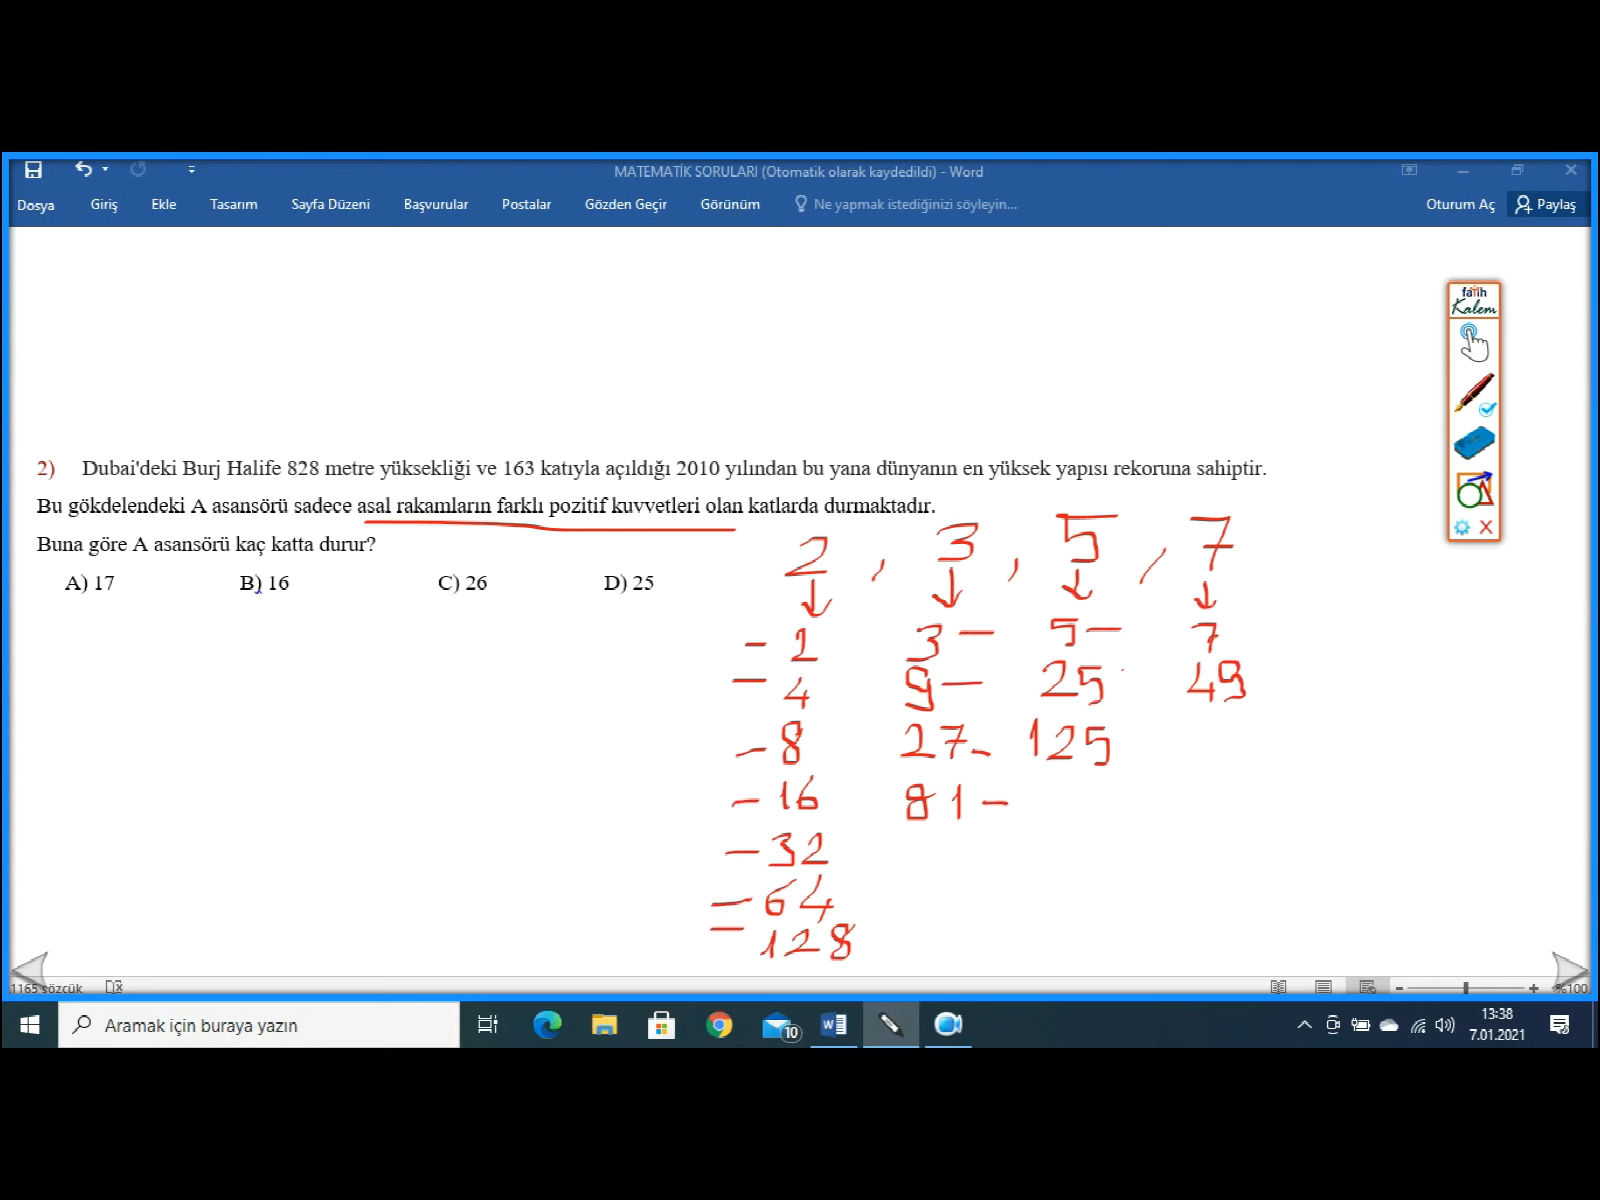 MATEMATİK SORULARI (Otomatik olarak kaydedildi) - Word
Dosya Giriş Ekle Tasarım Sayfa Düzeni Başvurular Postalar Gözden Geçir Görünüm Ne yapmak istediğinizi söyleyin... Oturum Aç Paylaş
fatih
Kalem
2) Dubai'deki Burj Halife 828 metre yüksekliği ve 163 katıyla açıldığı 2010 yılından bu yana dünyanın en yüksek yapısı rekoruna sahiptir.
Bu gökdelendeki A asansörü sadece asal rakamların farklı pozitif kuvvetleri olan katlarda durmaktadır.
Buna göre A asansörü kaç katta durur?
A) 17 B) 16 C) 26 D) 25
2 , 3 , 5 , 7
- 2 3 - 5 - 7
- 4 9 - 25 49
- 8 27 - 125
- 16 81 -
- 32
- 64
- 128
1165 sözcük
%100
Aramak için buraya yazın
10
13:38
7.01.2021